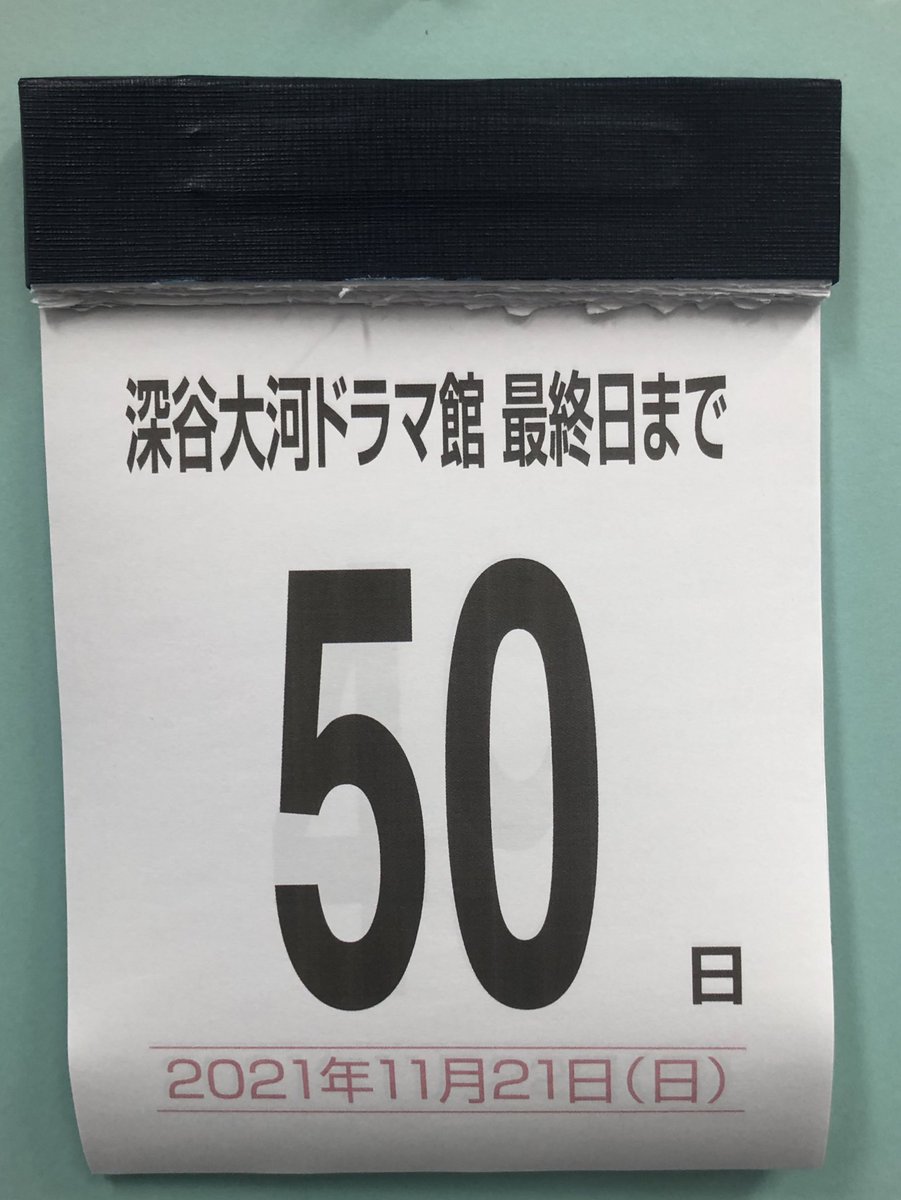 深谷大河ドラマ館 最終日まで
50
日
2021年11月21日(日)